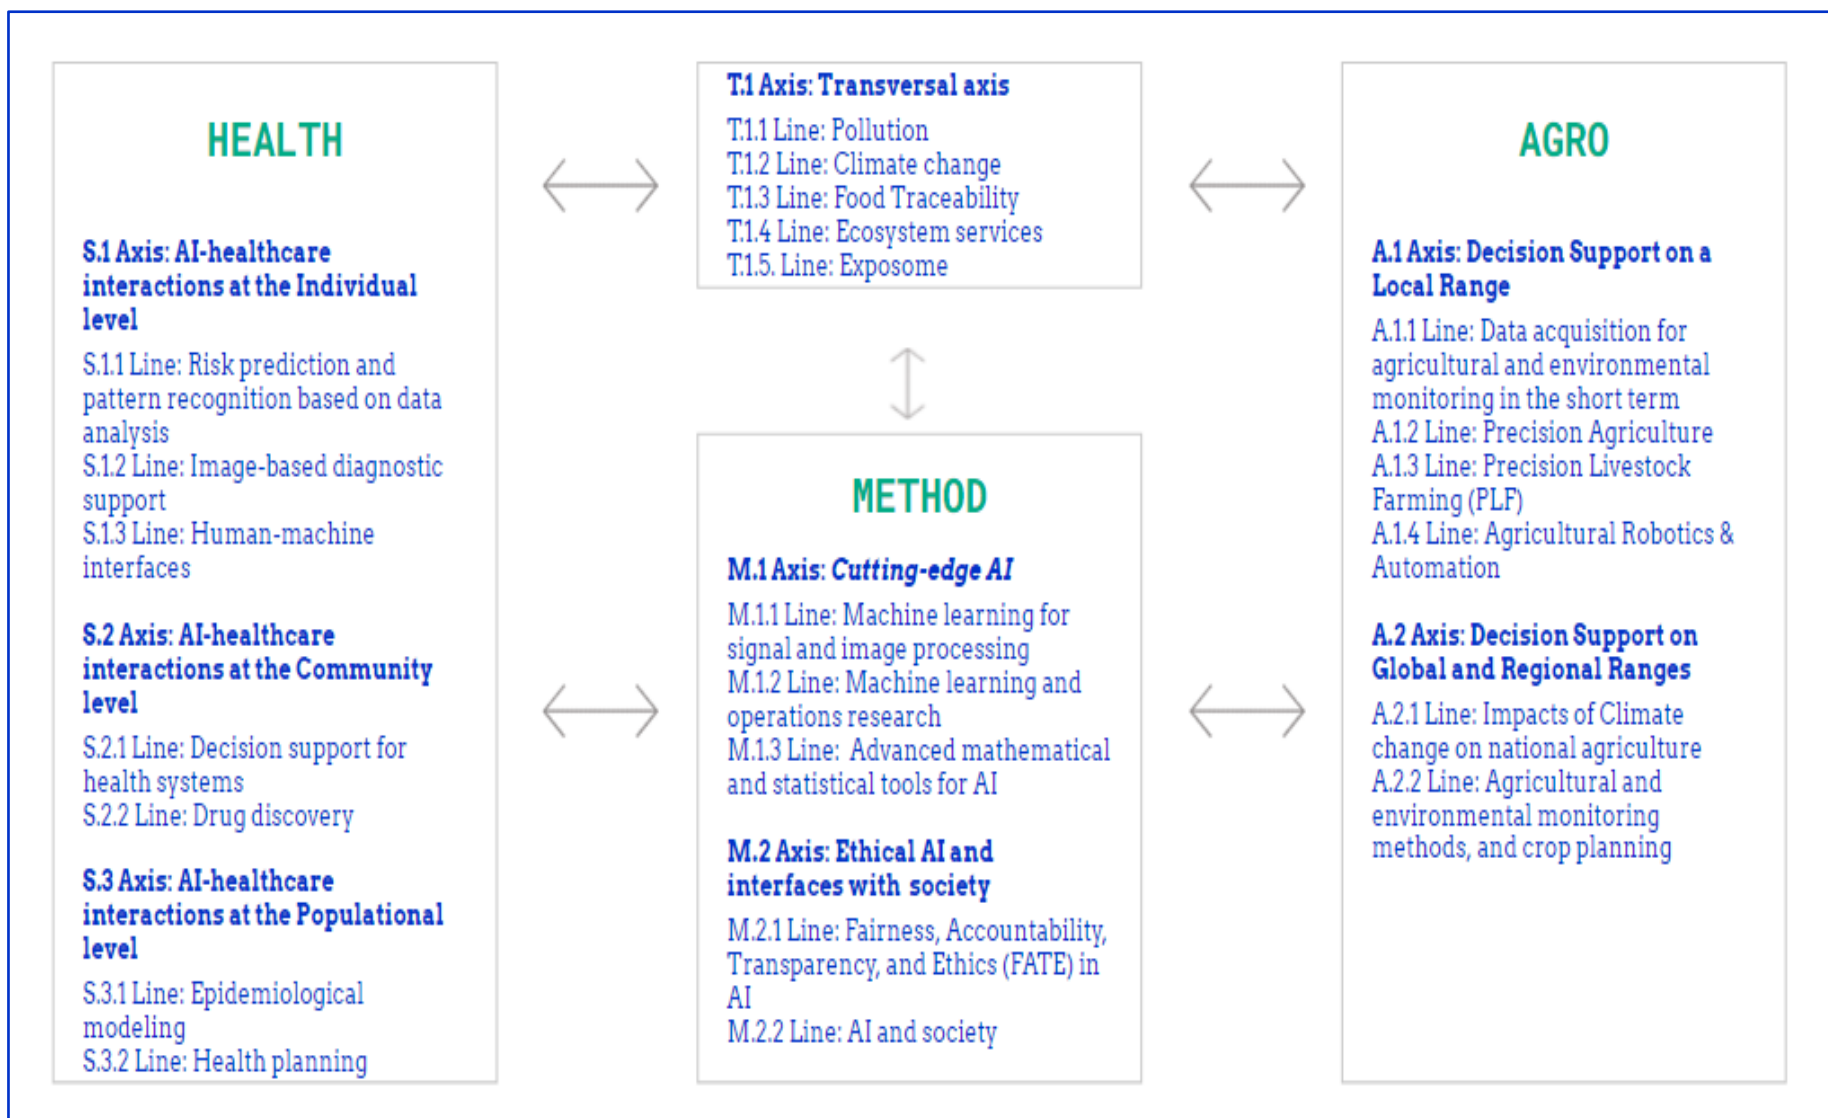 HEALTH
S.1 Axis: AI-healthcare
interactions at the Individual
level
S.1.1 Line: Risk prediction and
pattern recognition based on data
analysis
S.1.2 Line: Image-based diagnostic
support
S.1.3 Line: Human-machine
interfaces
S.2 Axis: AI-healthcare
interactions at the Community
level
S.2.1 Line: Decision support for
health systems
S.2.2 Line: Drug discovery
S.3 Axis: AI-healthcare
interactions at the Populational
level
S.3.1 Line: Epidemiological
modeling
S.3.2 Line: Health planning
T.1 Axis: Transversal axis
T.1.1 Line: Pollution
T.1.2 Line: Climate change
T.1.3 Line: Food Traceability
T.1.4 Line: Ecosystem services
T.1.5. Line: Exposome
METHOD
M.1 Axis: Cutting-edge AI
M.1.1 Line: Machine learning for
signal and image processing
M.1.2 Line: Machine learning and
operations research
M.1.3 Line: Advanced mathematical
and statistical tools for AI
M.2 Axis: Ethical AI and
interfaces with society
M.2.1 Line: Fairness, Accountability,
Transparency, and Ethics (FATE) in
AI
M.2.2 Line: AI and society
AGRO
A.1 Axis: Decision Support on a
Local Range
A.1.1 Line: Data acquisition for
agricultural and environmental
monitoring in the short term
A.1.2 Line: Precision Agriculture
A.1.3 Line: Precision Livestock
Farming (PLF)
A.1.4 Line: Agricultural Robotics &
Automation
A.2 Axis: Decision Support on
Global and Regional Ranges
A.2.1 Line: Impacts of Climate
change on national agriculture
A.2.2 Line: Agricultural and
environmental monitoring
methods, and crop planning